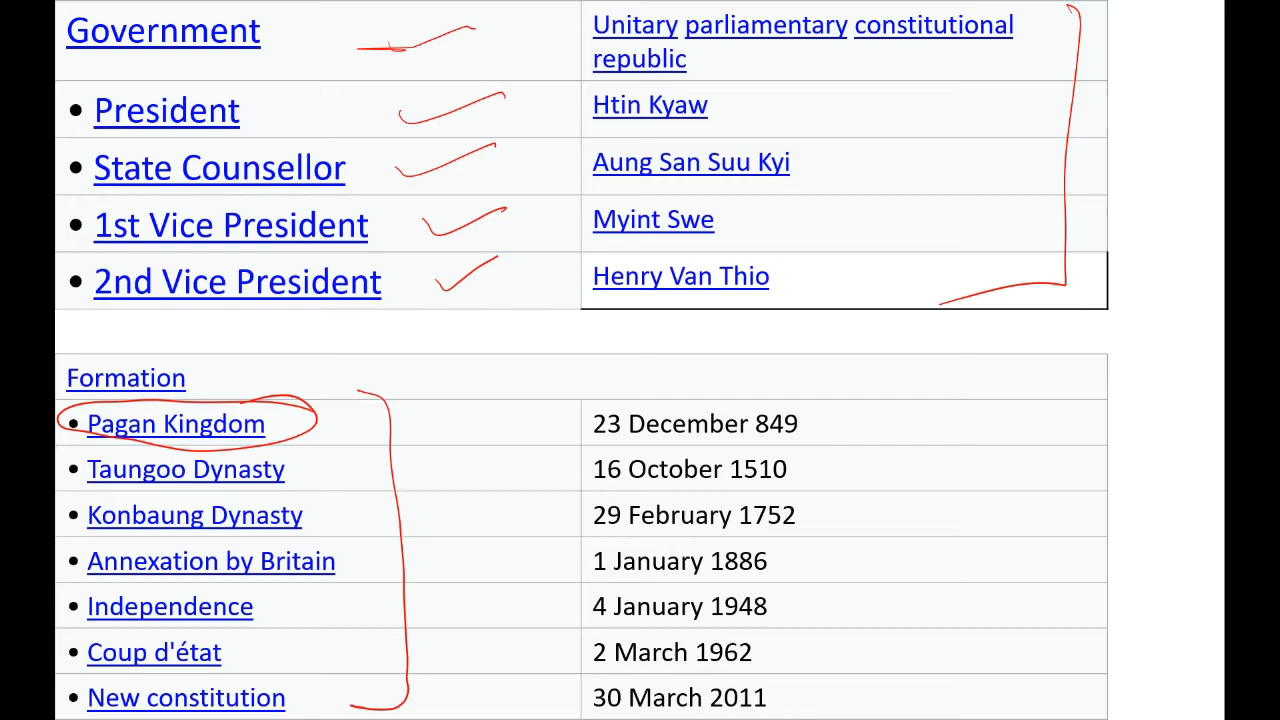 Government
Unitary parliamentary constitutional
republic
• President
Htin Kyaw
• State Counsellor
Aung San Suu Kyi
• 1st Vice President
Myint Swe
• 2nd Vice President
Henry Van Thio
Formation
• Pagan Kingdom
23 December 849
• Taungoo Dynasty
16 October 1510
• Konbaung Dynasty
29 February 1752
• Annexation by Britain
1 January 1886
• Independence
4 January 1948
• Coup d'état
2 March 1962
• New constitution
30 March 2011